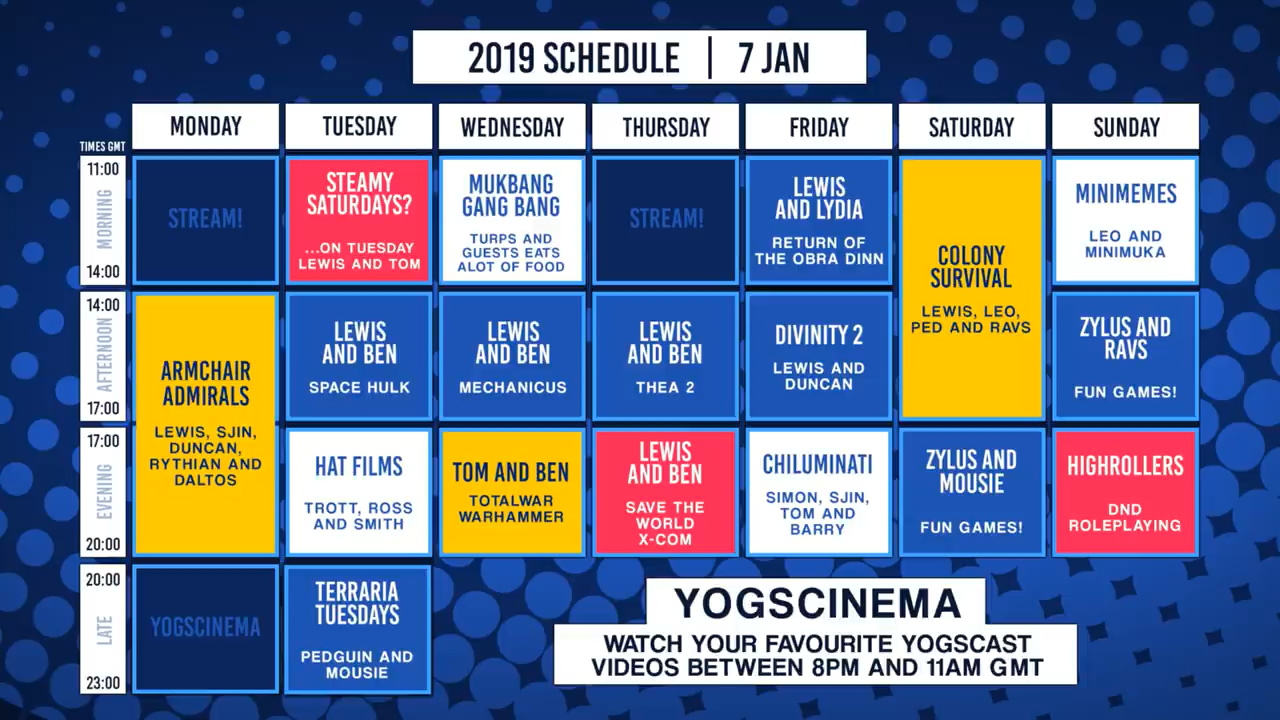 2019 SCHEDULE | 7 JAN
MONDAY
TUESDAY
WEDNESDAY
THURSDAY
FRIDAY
SATURDAY
SUNDAY
TIMES GMT
11:00
MORNING
14:00
STREAM!
STEAMY
SATURDAYS?
...ON TUESDAY
LEWIS AND TOM
MUKBANG
GANG BANG
TURPS AND
GUESTS EATS
ALOT OF FOOD
STREAM!
LEWIS
AND LYDIA
RETURN OF
THE OBRA DINN
COLONY
SURVIVAL
LEWIS, LEO,
PED AND RAVS
MINIMEMES
LEO AND
MINIMUKA
14:00
AFTERNOON
17:00
ARMCHAIR
ADMIRALS
LEWIS, SJIN,
DUNCAN,
RYTHIAN AND
DALTOS
LEWIS
AND BEN
SPACE HULK
LEWIS
AND BEN
MECHANICUS
LEWIS
AND BEN
THEA 2
DIVINITY 2
LEWIS AND
DUNCAN
ZYLUS AND
RAVS
FUN GAMES!
17:00
EVENING
20:00
HAT FILMS
TROTT, ROSS
AND SMITH
TOM AND BEN
TOTALWAR
WARHAMMER
LEWIS
AND BEN
SAVE THE
WORLD
X-COM
CHILUMINATI
SIMON, SJIN,
TOM AND
BARRY
ZYLUS AND
MOUSIE
FUN GAMES!
HIGHROLLERS
DND
ROLEPLAYING
20:00
LATE
23:00
YOGSCINEMA
TERRARIA
TUESDAYS
PEDGUIN AND
MOUSIE
YOGSCINEMA
WATCH YOUR FAVOURITE YOGSCAST
VIDEOS BETWEEN 8PM AND 11AM GMT